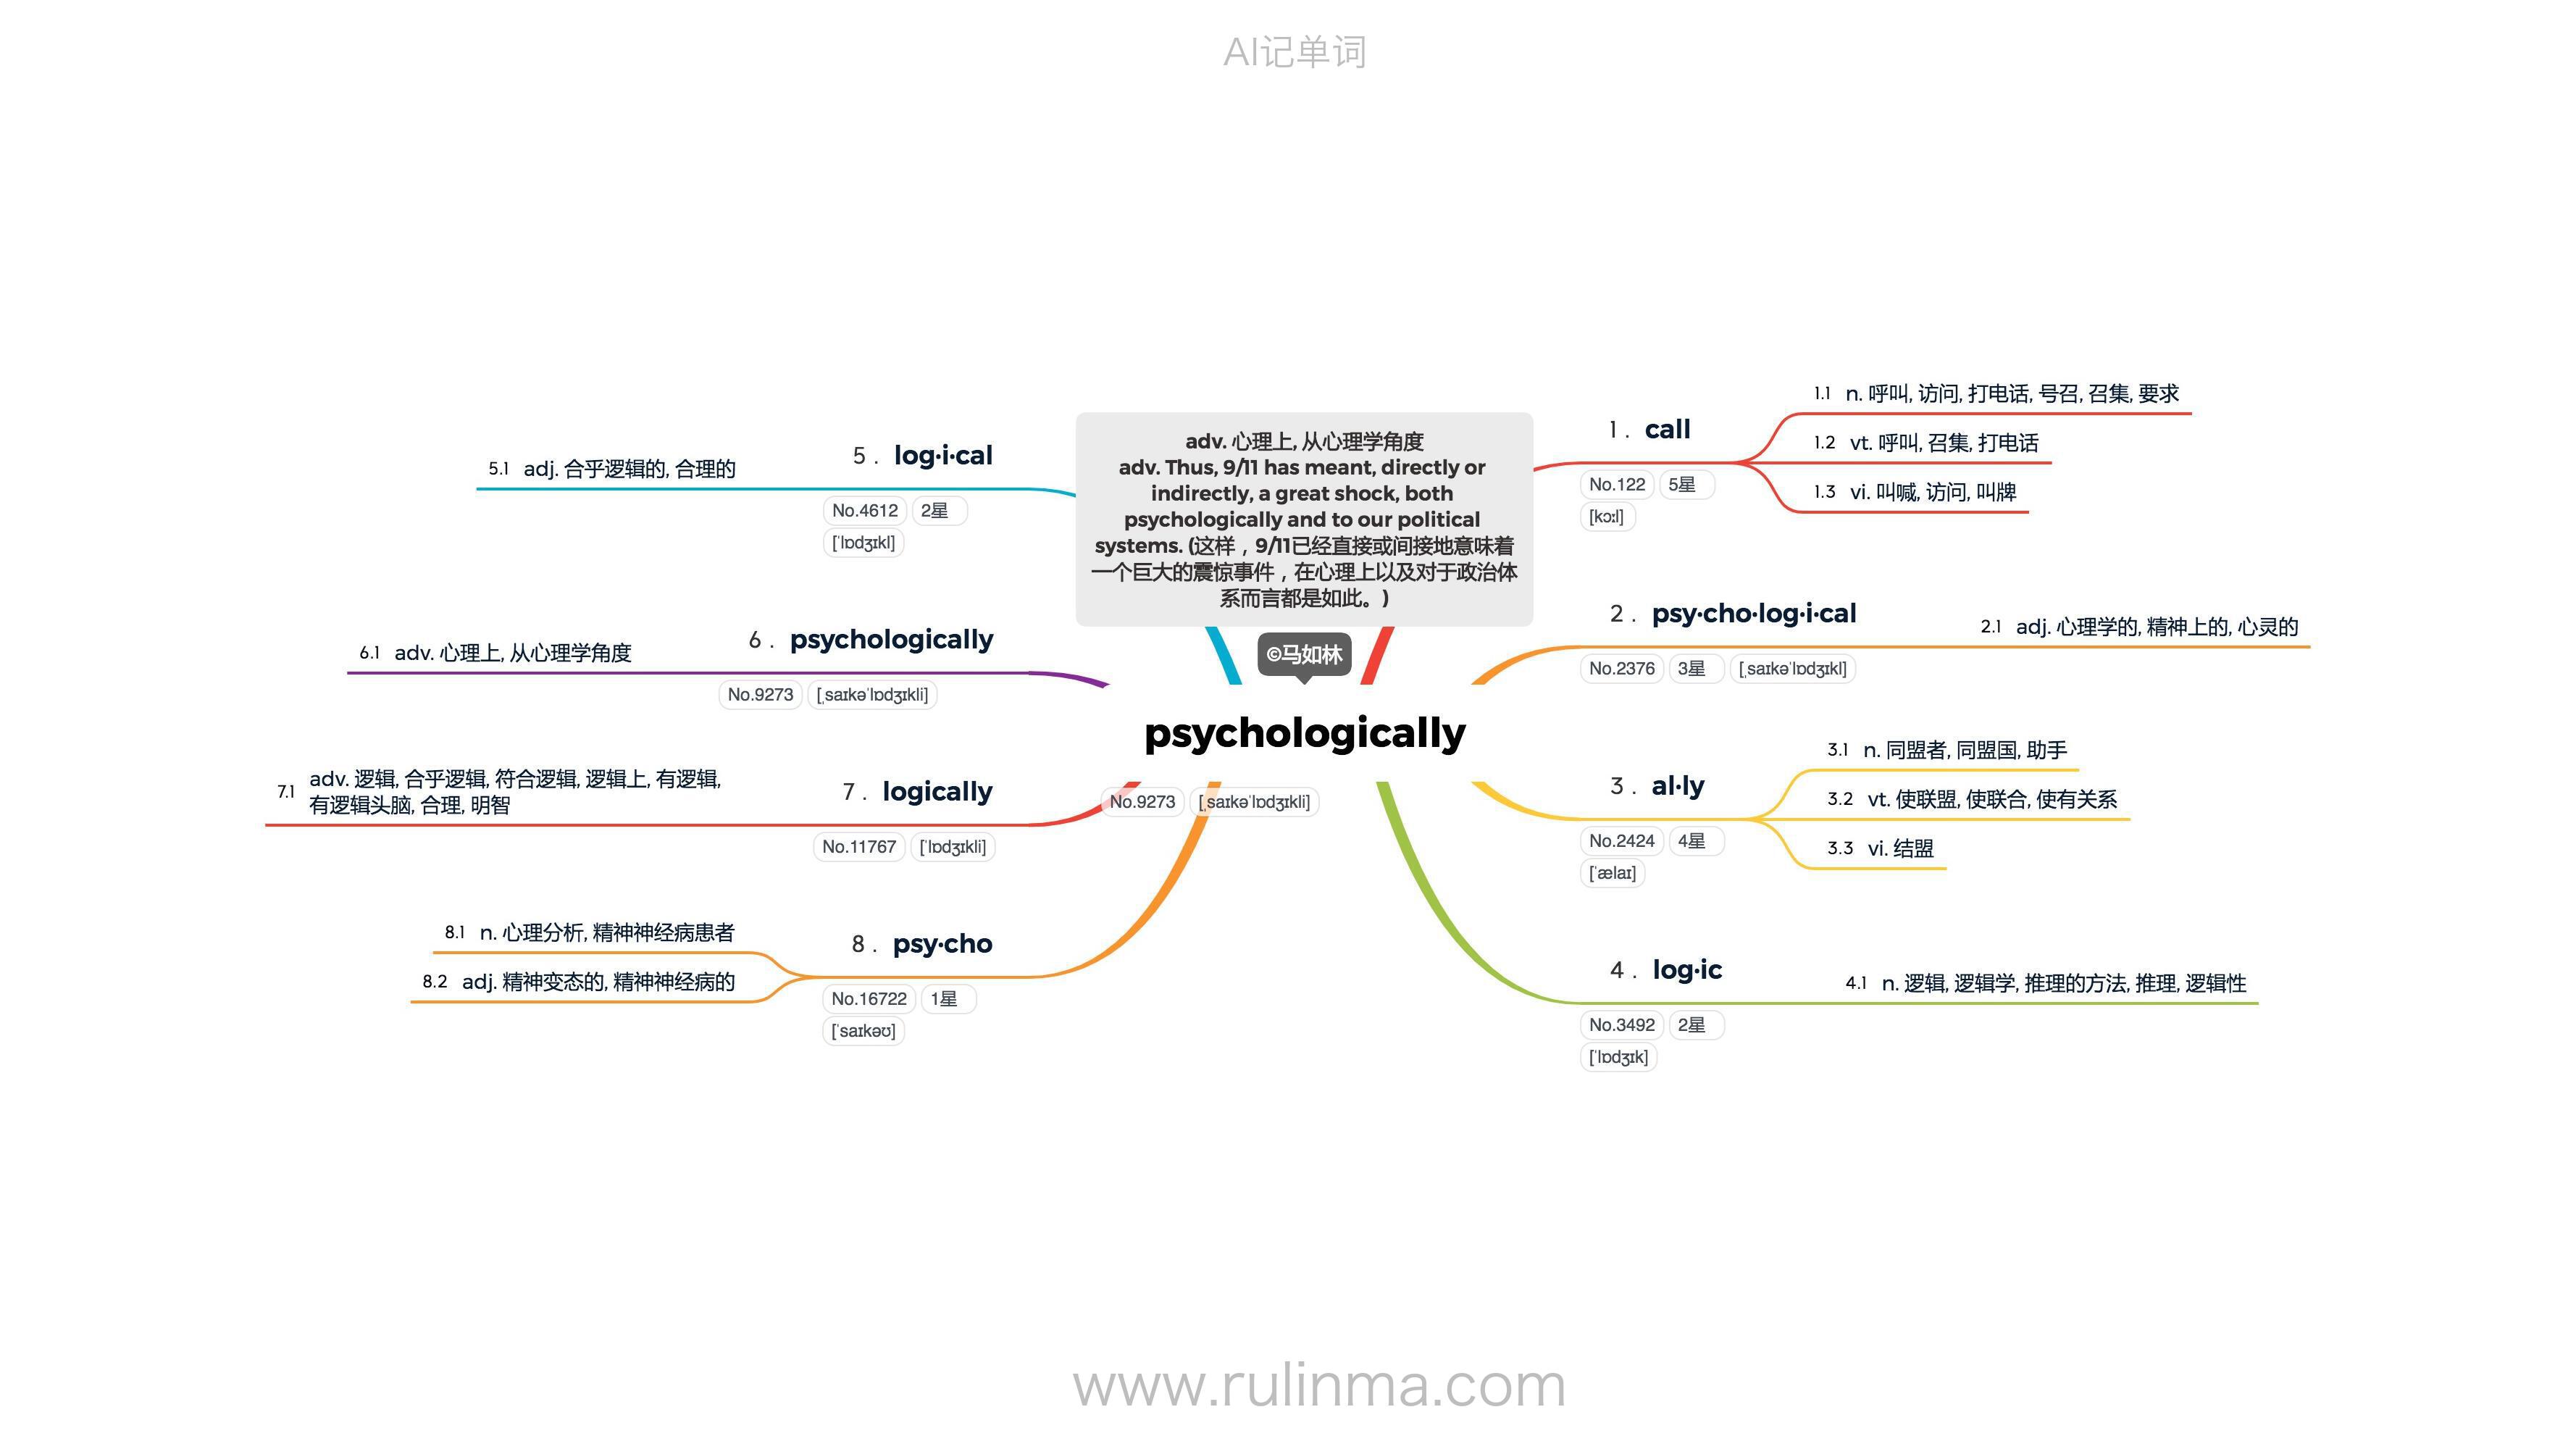 AI记单词
adv. 心理上, 从心理学角度
adv. Thus, 9/11 has meant, directly or
indirectly, a great shock, both
psychologically and to our political
systems. (这样，9/11已经直接或间接地意味着
一个巨大的震惊事件，在心理上以及对于政治体
系而言都是如此。)
©马如林
psychologically
No.9273 [ˌsaɪkəˈlɒdʒɪkli]
1 . call
No.122 5星
[kɔːl]
1.1 n. 呼叫, 访问, 打电话, 号召, 召集, 要求
1.2 vt. 呼叫, 召集, 打电话
1.3 vi. 叫喊, 访问, 叫牌
2 . psy·cho·log·i·cal
No.2376 3星 [ˌsaɪkəˈlɒdʒɪkl]
2.1 adj. 心理学的, 精神上的, 心灵的
3 . al·ly
No.2424 4星
[ˈælaɪ]
3.1 n. 同盟者, 同盟国, 助手
3.2 vt. 使联盟, 使联合, 使有关系
3.3 vi. 结盟
4 . log·ic
No.3492 2星
[ˈlɒdʒɪk]
4.1 n. 逻辑, 逻辑学, 推理的方法, 推理, 逻辑性
5 . log·i·cal
No.4612 2星
[ˈlɒdʒɪkl]
5.1 adj. 合乎逻辑的, 合理的
6 . psychologically
No.9273 [ˌsaɪkəˈlɒdʒɪkli]
6.1 adv. 心理上, 从心理学角度
7 . logically
No.11767 [ˈlɒdʒɪkli]
7.1 adv. 逻辑, 合乎逻辑, 符合逻辑, 逻辑上, 有逻辑,
有逻辑头脑, 合理, 明智
8 . psy·cho
No.16722 1星
[ˈsaɪkəʊ]
8.1 n. 心理分析, 精神神经病患者
8.2 adj. 精神变态的, 精神神经病的
www.rulinma.com